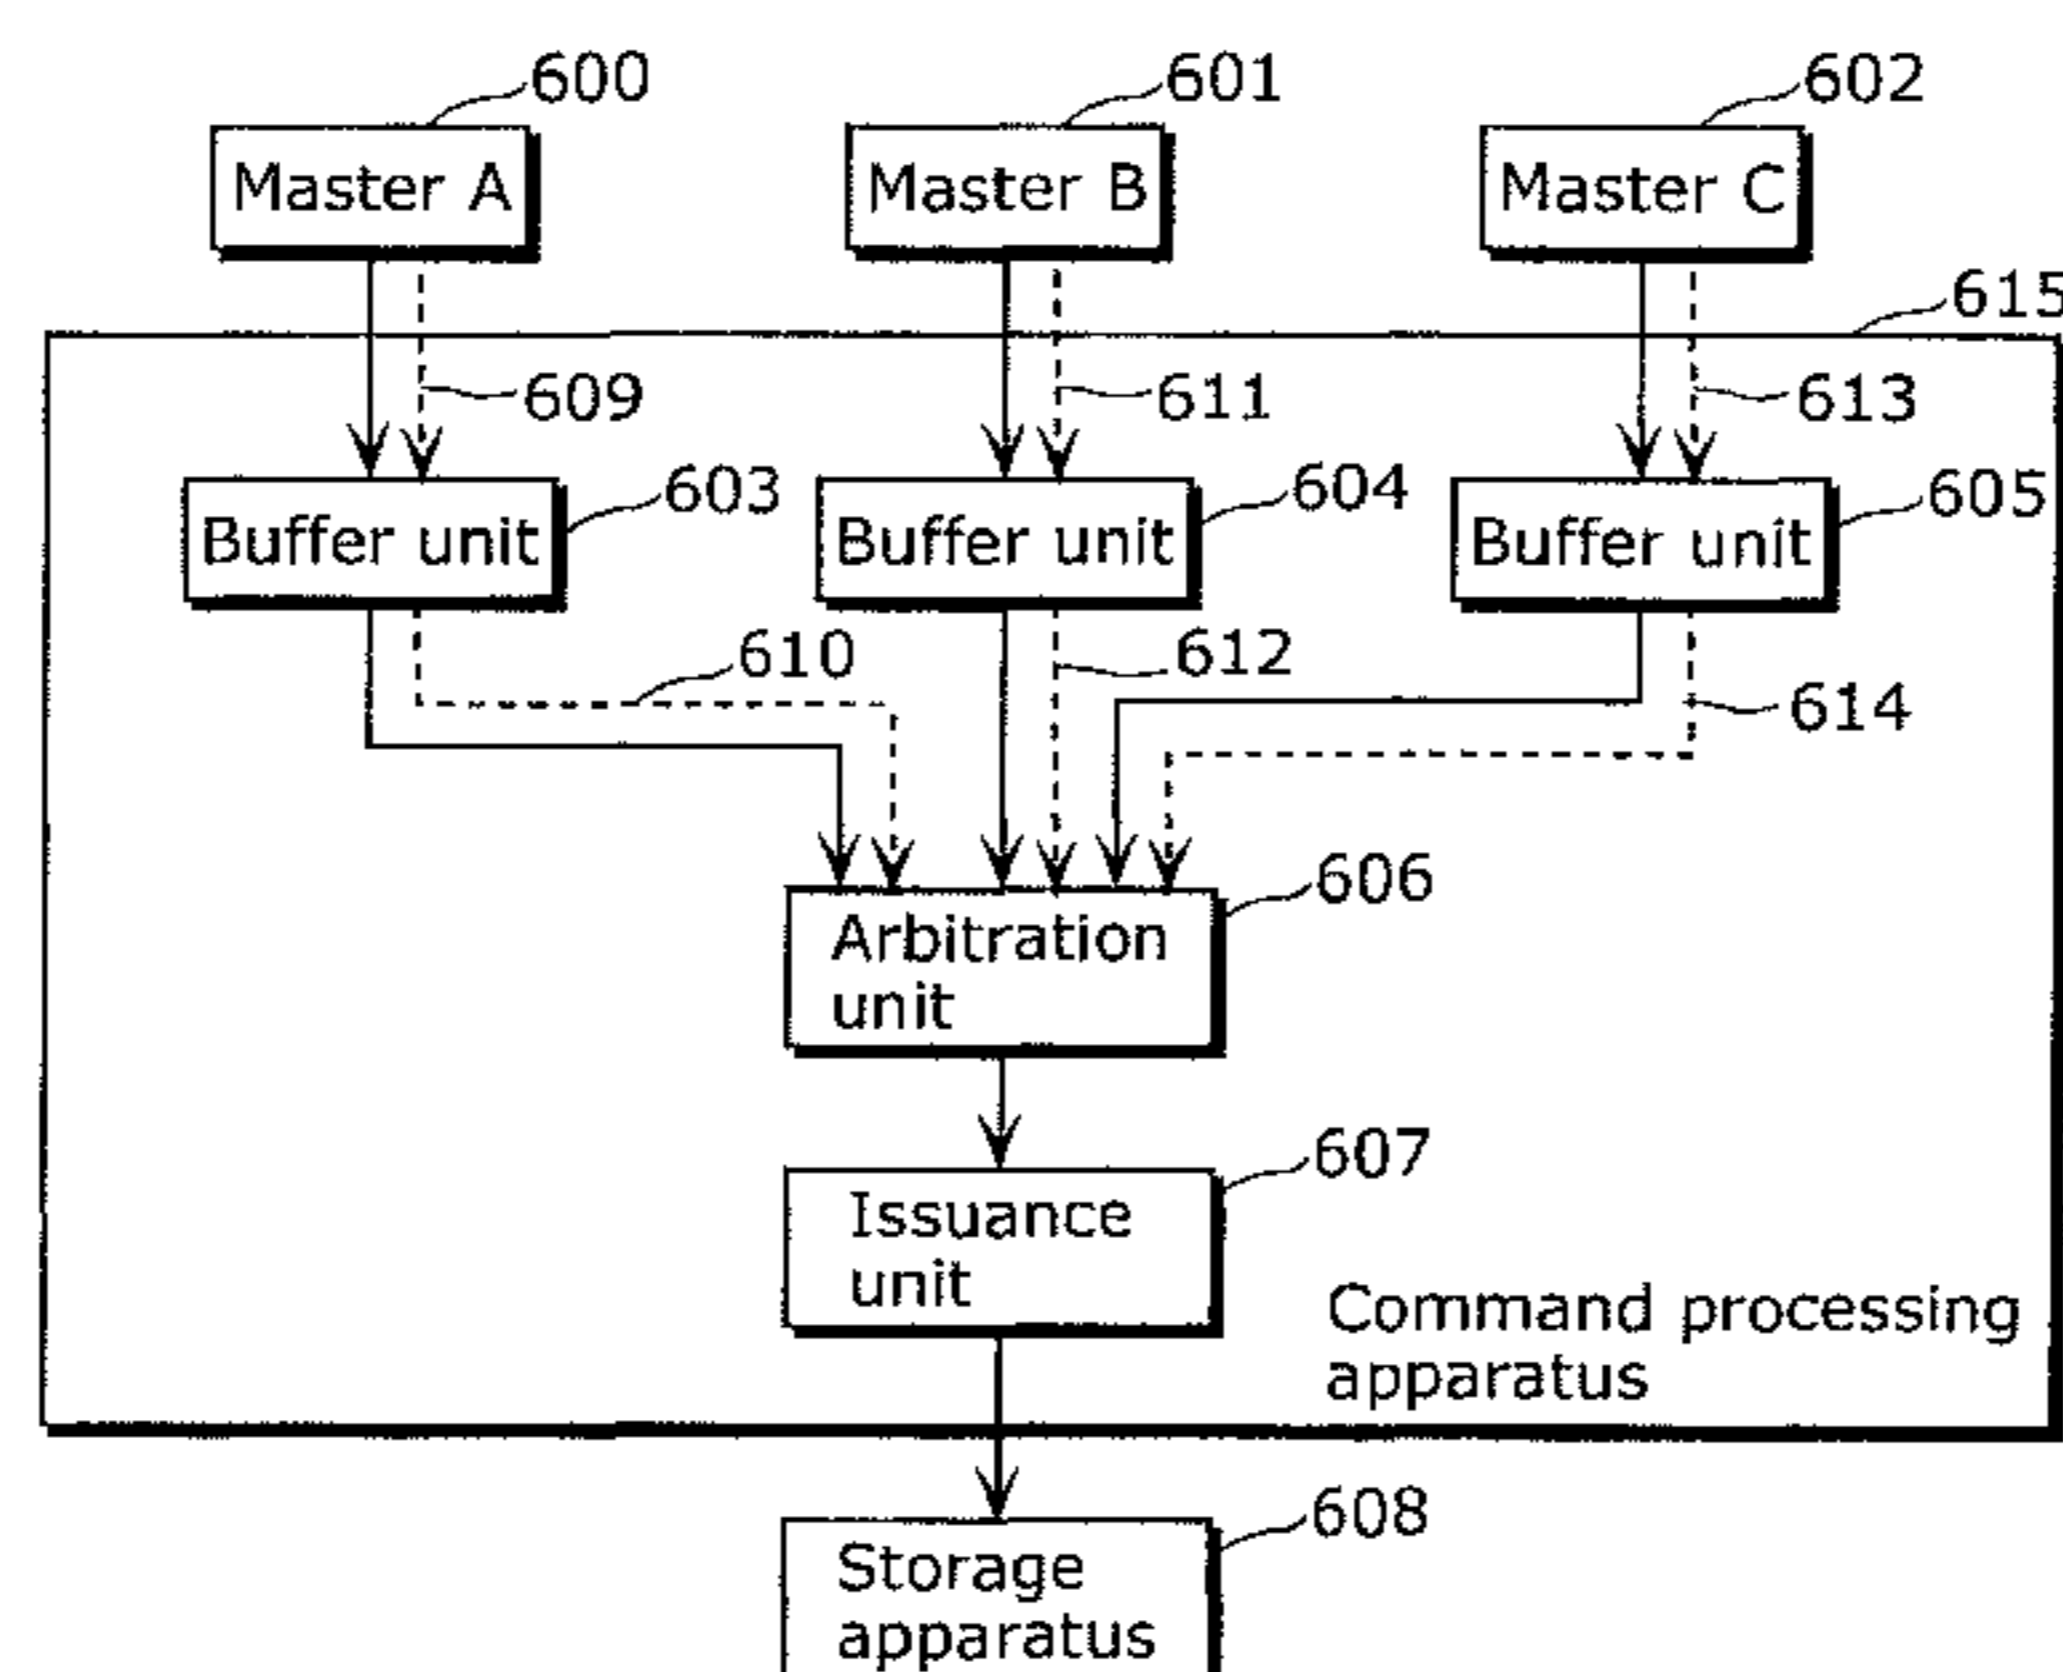 600
601
602
Master A
Master B
Master C
615
609
611
613
603
604
605
Buffer unit
Buffer unit
Buffer unit
610
612
614
606
Arbitration
unit
607
Issuance
unit
Command processing
apparatus
608
Storage
apparatus